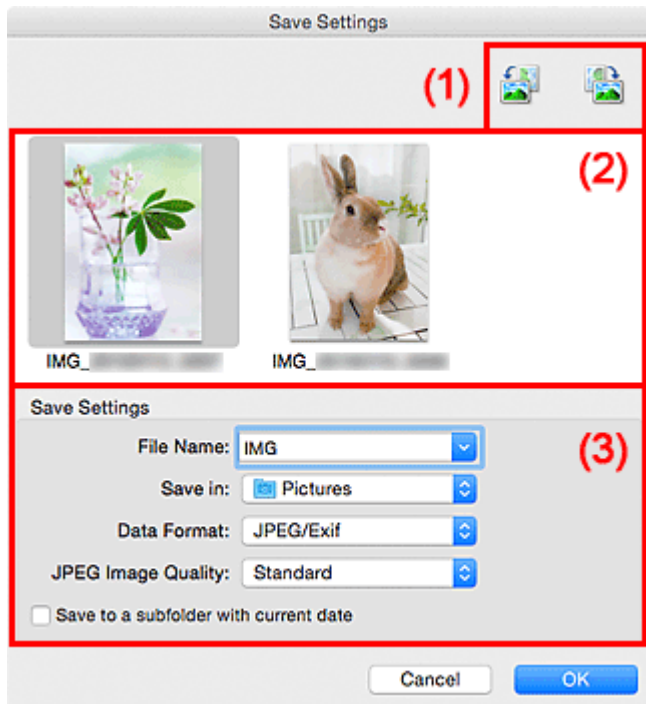 Save Settings
(1)
(2)
IMG_
IMG_
Save Settings
(3)
File Name: IMG
Save in: Pictures
Data Format: JPEG/Exif
JPEG Image Quality: Standard
Save to a subfolder with current date
Cancel OK